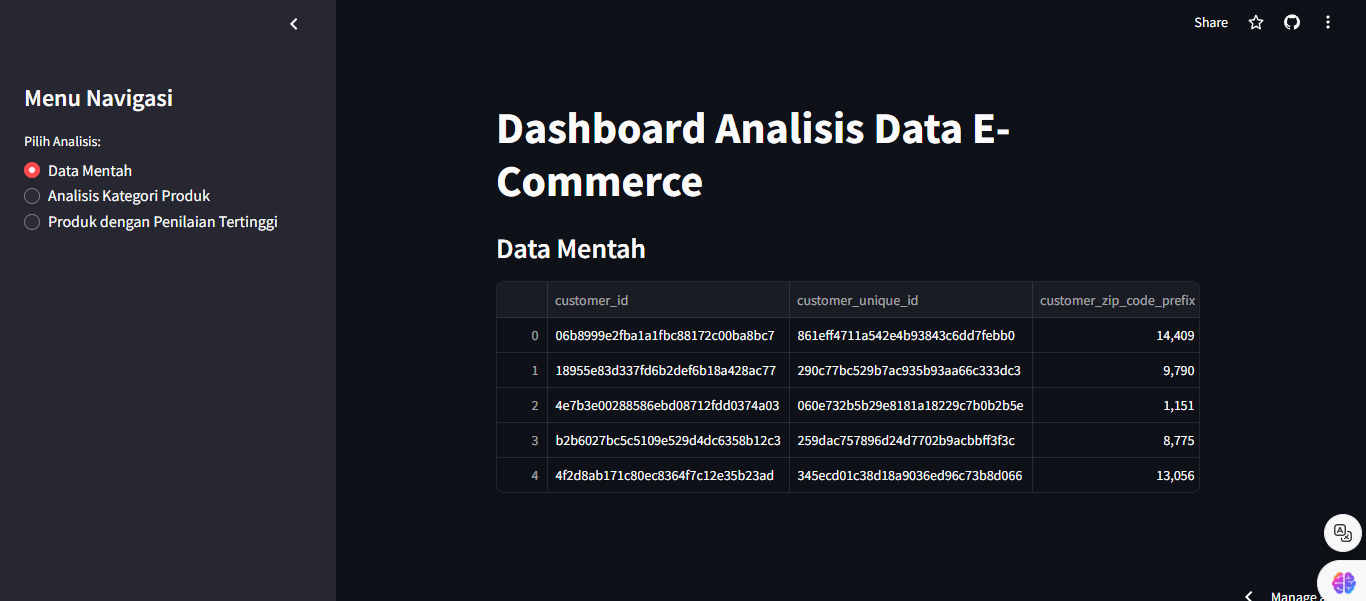 Share
Menu Navigasi
Pilih Analisis:
Data Mentah
Analisis Kategori Produk
Produk dengan Penilaian Tertinggi
Dashboard Analisis Data E-
Commerce
Data Mentah
customer_id customer_unique_id customer_zip_code_prefix
0 06b8999e2fba1a1fbc88172c00ba8bc7 861eff4711a542e4b93843c6dd7febb0 14,409
1 18955e83d337fd6b2def6b18a428ac77 290c77bc529b7ac935b93aa66c333dc3 9,790
2 4e7b3e00288586ebd08712fdd0374a03 060e732b5b29e8181a18229c7b0b2b5e 1,151
3 b2b6027bc5c5109e529d4dc6358b12c3 259dac757896d24d7702b9acbbff3f3c 8,775
4 4f2d8ab171c80ec8364f7c12e35b23ad 345ecd01c38d18a9036ed96c73b8d066 13,056
Manage